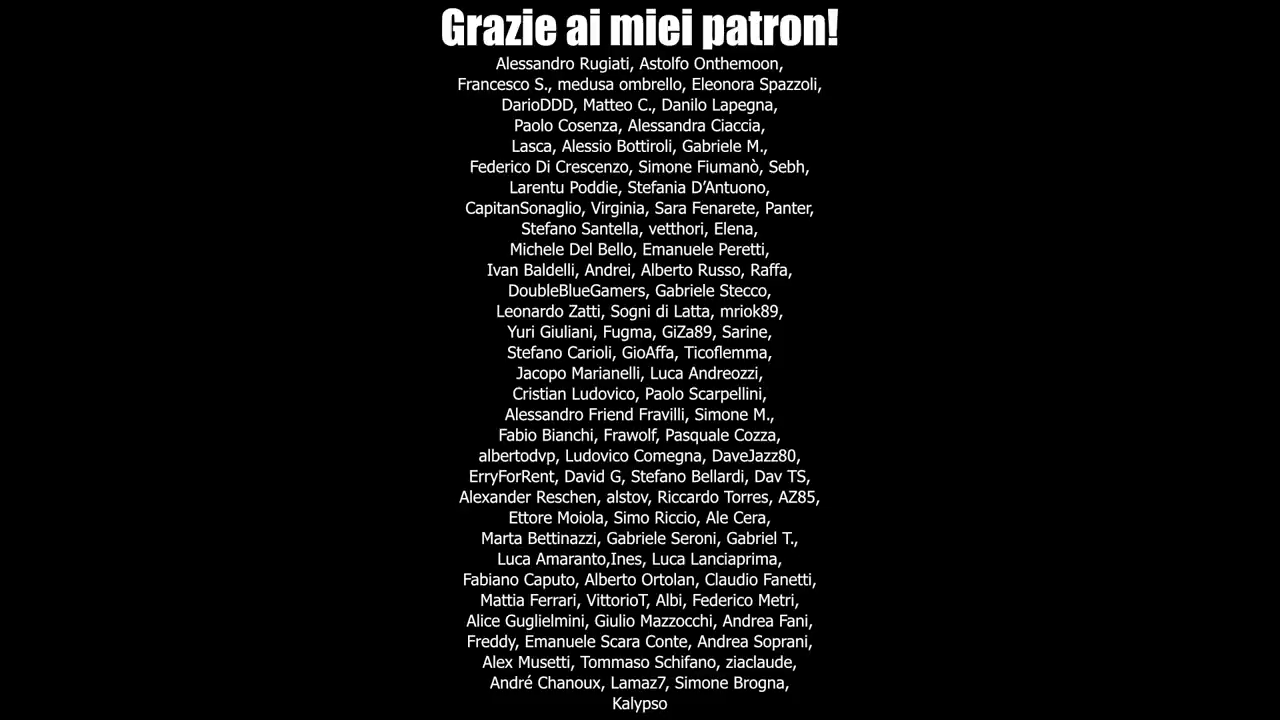 Grazie ai miei patron!
Alessandro Rugiati, Astolfo Onthemoon,
Francesco S., medusa ombrello, Eleonora Spazzoli,
DarioDDD, Matteo C., Danilo Lapegna,
Paolo Cosenza, Alessandra Ciaccia,
Lasca, Alessio Bottiroli, Gabriele M.,
Federico Di Crescenzo, Simone Fiumanò, Sebh,
Larentu Poddie, Stefania D’Antuono,
CapitanSonaglio, Virginia, Sara Fenarete, Panter,
Stefano Santella, vetthori, Elena,
Michele Del Bello, Emanuele Peretti,
Ivan Baldelli, Andrei, Alberto Russo, Raffa,
DoubleBlueGamers, Gabriele Stecco,
Leonardo Zatti, Sogni di Latta, mriok89,
Yuri Giuliani, Fugma, GiZa89, Sarine,
Stefano Carioli, GioAffa, Ticoflemma,
Jacopo Marianelli, Luca Andreozzi,
Cristian Ludovico, Paolo Scarpellini,
Alessandro Friend Fravilli, Simone M.,
Fabio Bianchi, Frawolf, Pasquale Cozza,
albertodvp, Ludovico Comegna, DaveJazz80,
ErryForRent, David G, Stefano Bellardi, Dav TS,
Alexander Reschen, alstov, Riccardo Torres, AZ85,
Ettore Moiola, Simo Riccio, Ale Cera,
Marta Bettinazzi, Gabriele Seroni, Gabriel T.,
Luca Amaranto,Ines, Luca Lanciaprima,
Fabiano Caputo, Alberto Ortolan, Claudio Fanetti,
Mattia Ferrari, VittorioT, Albi, Federico Metri,
Alice Guglielmini, Giulio Mazzocchi, Andrea Fani,
Freddy, Emanuele Scara Conte, Andrea Soprani,
Alex Musetti, Tommaso Schifano, ziaclaude,
André Chanoux, Lamaz7, Simone Brogna,
Kalypso